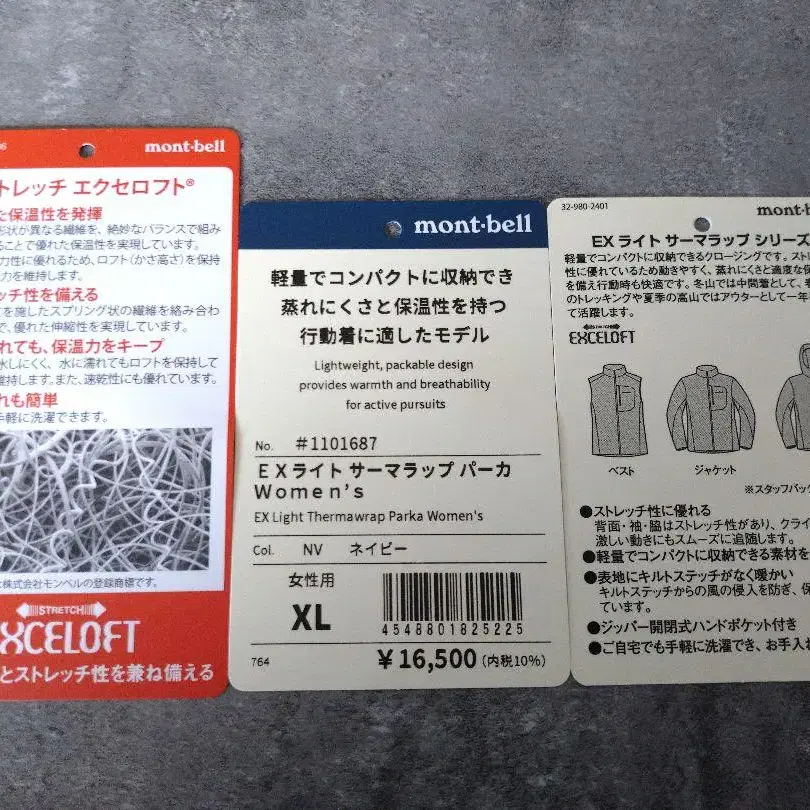 mont-bell
トレッチ エクセロフト®
た保温性を発揮
形状が異なる繊維を、絶妙なバランスで組み
ることで優れた保温性を実現しています。
力性に優れるため、ロフト(かさ高さ)を保持
温力を維持します。
ッチ性を備える
を施したスプリング状の繊維を絡み合わ
で、優れた伸縮性を実現しています。
れても、保温力をキープ
水しにくく、水に濡れてもロフトを保持して
維持します。また、速乾性にも優れています。
れも簡単
手軽に洗濯できます。
は株式会社モンベルの登録商標です。
STRETCH
EXCELOFT
とストレッチ性を兼ね備える
mont-bell
軽量でコンパクトに収納でき
蒸れにくさと保温性を持つ
行動着に適したモデル
Lightweight, packable design
provides warmth and breathability
for active pursuits
No. #1101687
EXライト サーマラップ パーカ
Women's
EX Light Thermawrap Parka Women's
Col. NV ネイビー
女性用
XL
4548801825225
764
¥16,500 (内税10%)
32-980-2401
mont-b
EX ライト サーマラップ シリーズ
軽量でコンパクトに収納できるクロージングです。スト
性に優れているため動きやすく、蒸れにくさと適度な保
を備え行動時も快適です。冬山では中間着として、
のトレッキングや夏季の高山ではアウターとして一年
て活躍します。
STRETCH
EXCELOFT
ベスト
ジャケット
※スタッフバッ
●ストレッチ性に優れる
背面・袖・脇はストレッチ性があり、クライ
激しい動きにもスムーズに追随します。
●軽量でコンパクトに収納できる素材を
●表地にキルトステッチがなく暖かい
キルトステッチからの風の侵入を防ぎ、保
ています。
●ジッパー開閉式ハンドポケット付き
●ご自宅でも手軽に洗濯でき、お手入れ